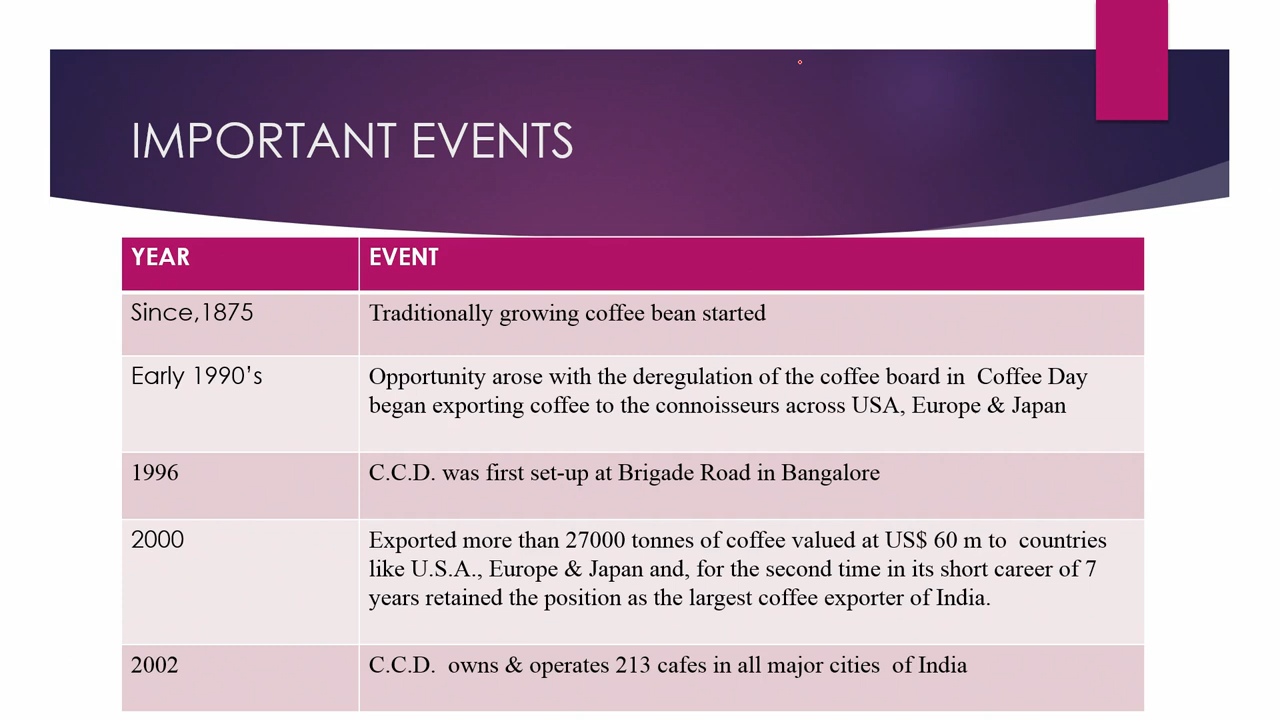 IMPORTANT EVENTS
YEAR EVENT
Since,1875 Traditionally growing coffee bean started
Early 1990’s Opportunity arose with the deregulation of the coffee board in  Coffee Day
began exporting coffee to the connoisseurs across USA, Europe & Japan
1996 C.C.D. was first set-up at Brigade Road in Bangalore
2000 Exported more than 27000 tonnes of coffee valued at US$ 60 m to  countries
like U.S.A., Europe & Japan and, for the second time in its short career of 7
years retained the position as the largest coffee exporter of India.
2002 C.C.D.  owns & operates 213 cafes in all major cities  of India